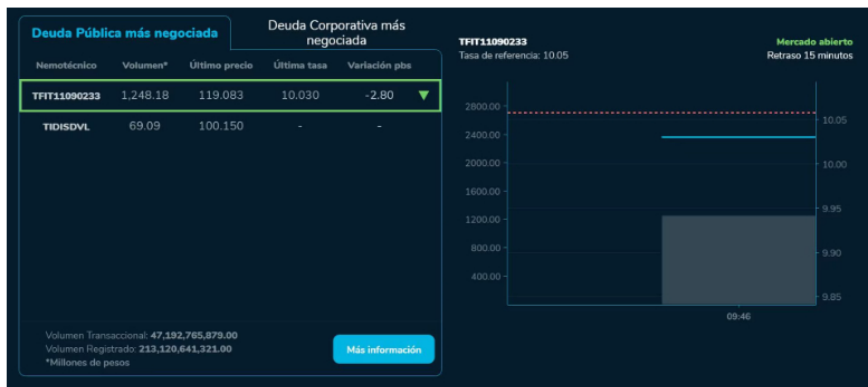 Deuda Pública más negociada
Deuda Corporativa más
negociada
Nemotécnico Volumen* Último precio Última tasa Variación pbs
TFIT11090233 1,248.18 119.083 10.030 -2.80 ▼
TIDISDVL 69.09 100.150 - -
Volumen Transaccional: 47,192,765,879.00
Volumen Registrado: 213,120,641,321.00
*Millones de pesos
Más información
TFIT11090233 Mercado abierto
Tasa de referencia: 10.05 Retraso 15 minutos
2800.00
2400.00
2000.00
1600.00
1200.00
800.00
400.00
10.05
10.00
9.95
9.90
9.85
09:46